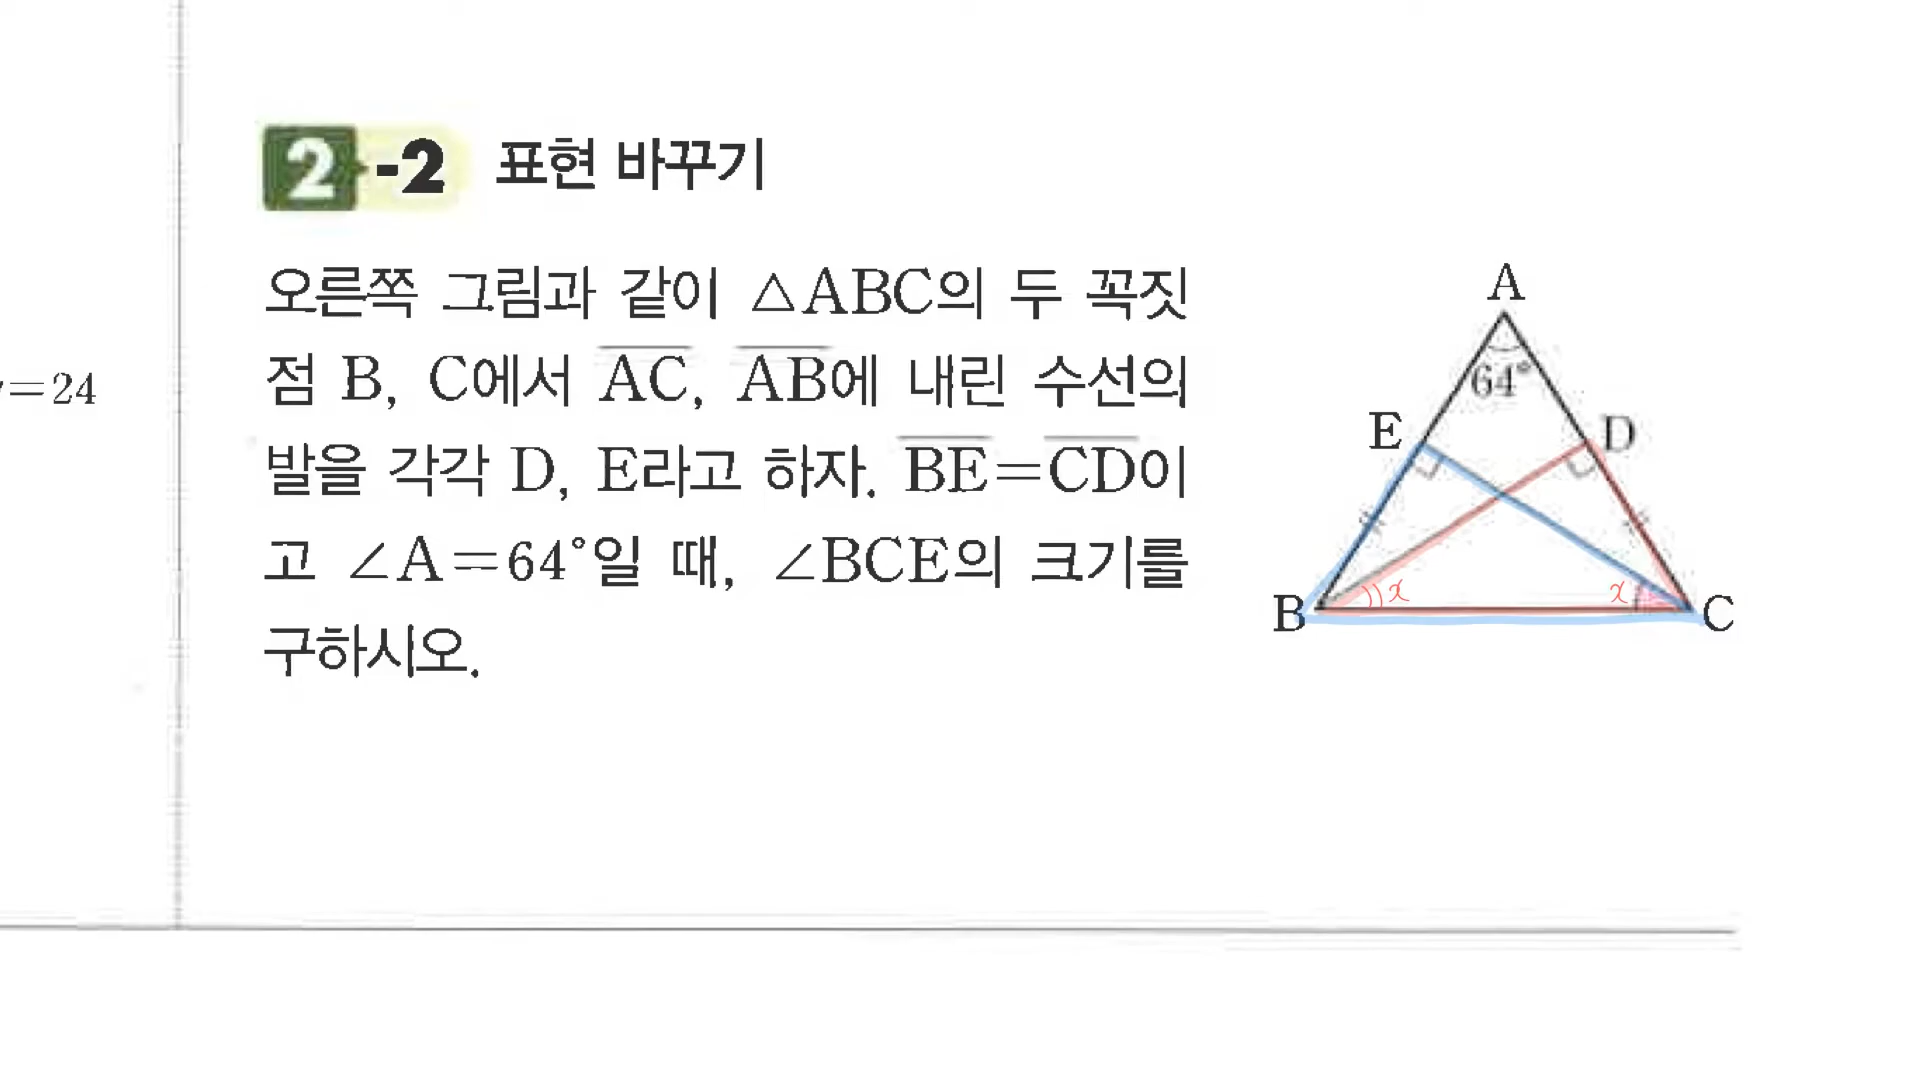 2-2 표현 바꾸기
오른쪽 그림과 같이 △ABC의 두 꼭짓
점 B, C에서 AC, AB에 내린 수선의
=24
발을 각각 D, E라고 하자. BE=CD이
고 ∠A=64°일 때, ∠BCE의 크기를
구하시오.
A
64°
E
D
x
x
B
C